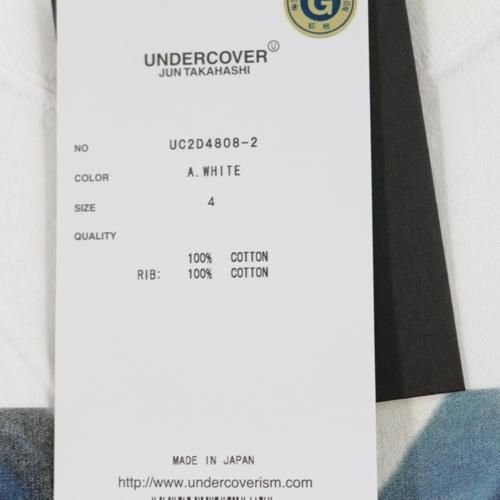 G
UNDERCOVER
JUN TAKAHASHI
NO UC2D4808-2
COLOR A.WHITE
SIZE 4
QUALITY
100% COTTON
RIB: 100% COTTON
MADE IN JAPAN
http://www.undercoverism.com